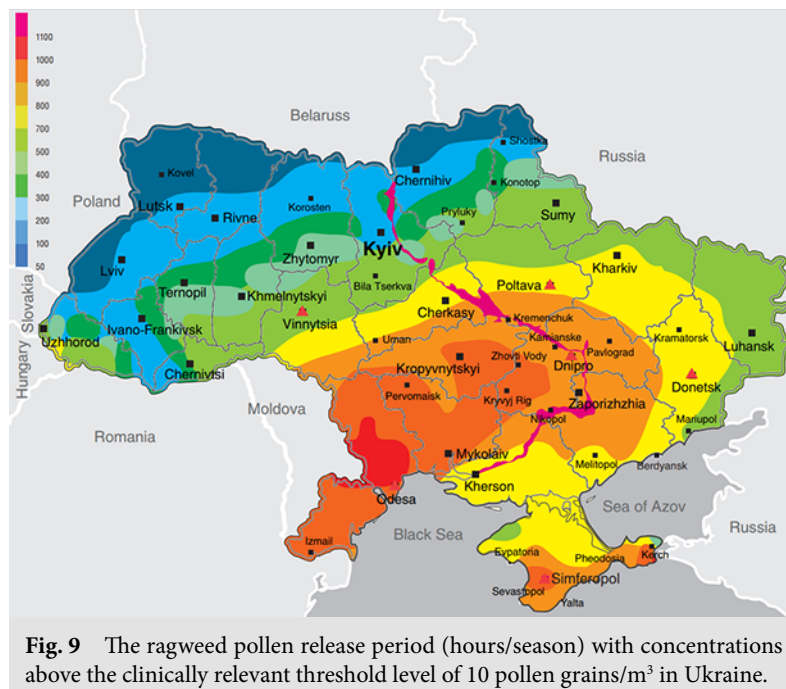 1100
1000
900
800
700
500
400
300
200
100
50
Belaruss
Russia
Poland
Slovakia
Hungary
Romania
Moldova
Black Sea
Sea of Azov
Russia
Kovel
Lutsk
Rivne
Korosten
Chernihiv
Shostka
Konotop
Pryluky
Sumy
Lviv
Zhytomyr
Kyiv
Ternopil
Khmelnytskyi
Bila Tserkva
Poltava
Kharkiv
Uzhhorod
Ivano-Frankivsk
Vinnytsia
Cherkasy
Kremenchuk
Chernivtsi
Uman
Kamianske
Pavlograd
Kramatorsk
Luhansk
Kropyvnytskyi
Zhovti Vody
Dnipro
Donetsk
Pervomaisk
Kryvyj Rig
Zaporizhzhia
Nikopol
Mariupol
Mykolaiv
Melitopol
Berdyansk
Kherson
Odesa
Izmail
Eypatoria
Pheodosia
Kerch
Simferopol
Sevastopol
Yalta
Fig. 9 The ragweed pollen release period (hours/season) with concentrations
above the clinically relevant threshold level of 10 pollen grains/m³ in Ukraine.